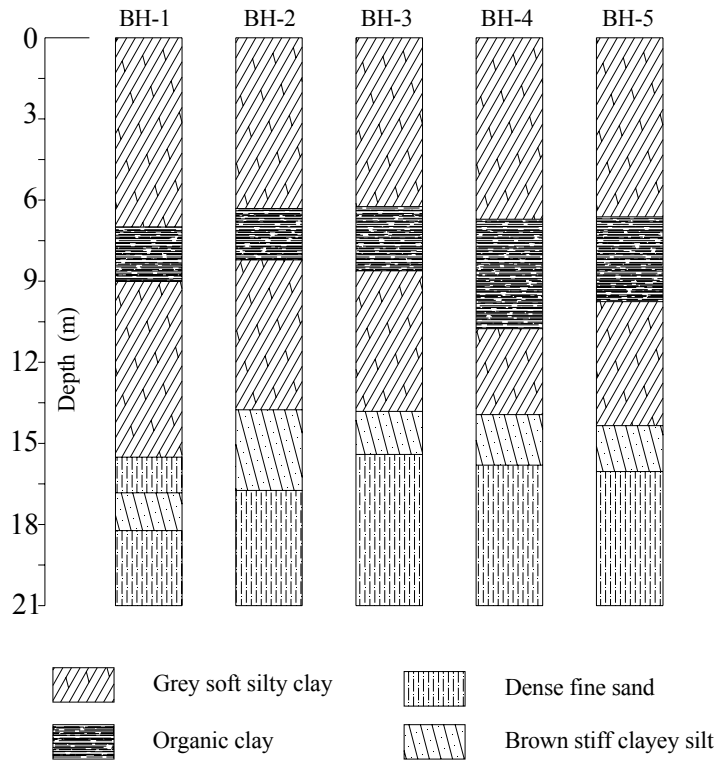 BH-1 BH-2 BH-3 BH-4 BH-5
0
3
6
9
12
15
18
21
Depth (m)
Grey soft silty clay
Dense fine sand
Organic clay
Brown stiff clayey silt